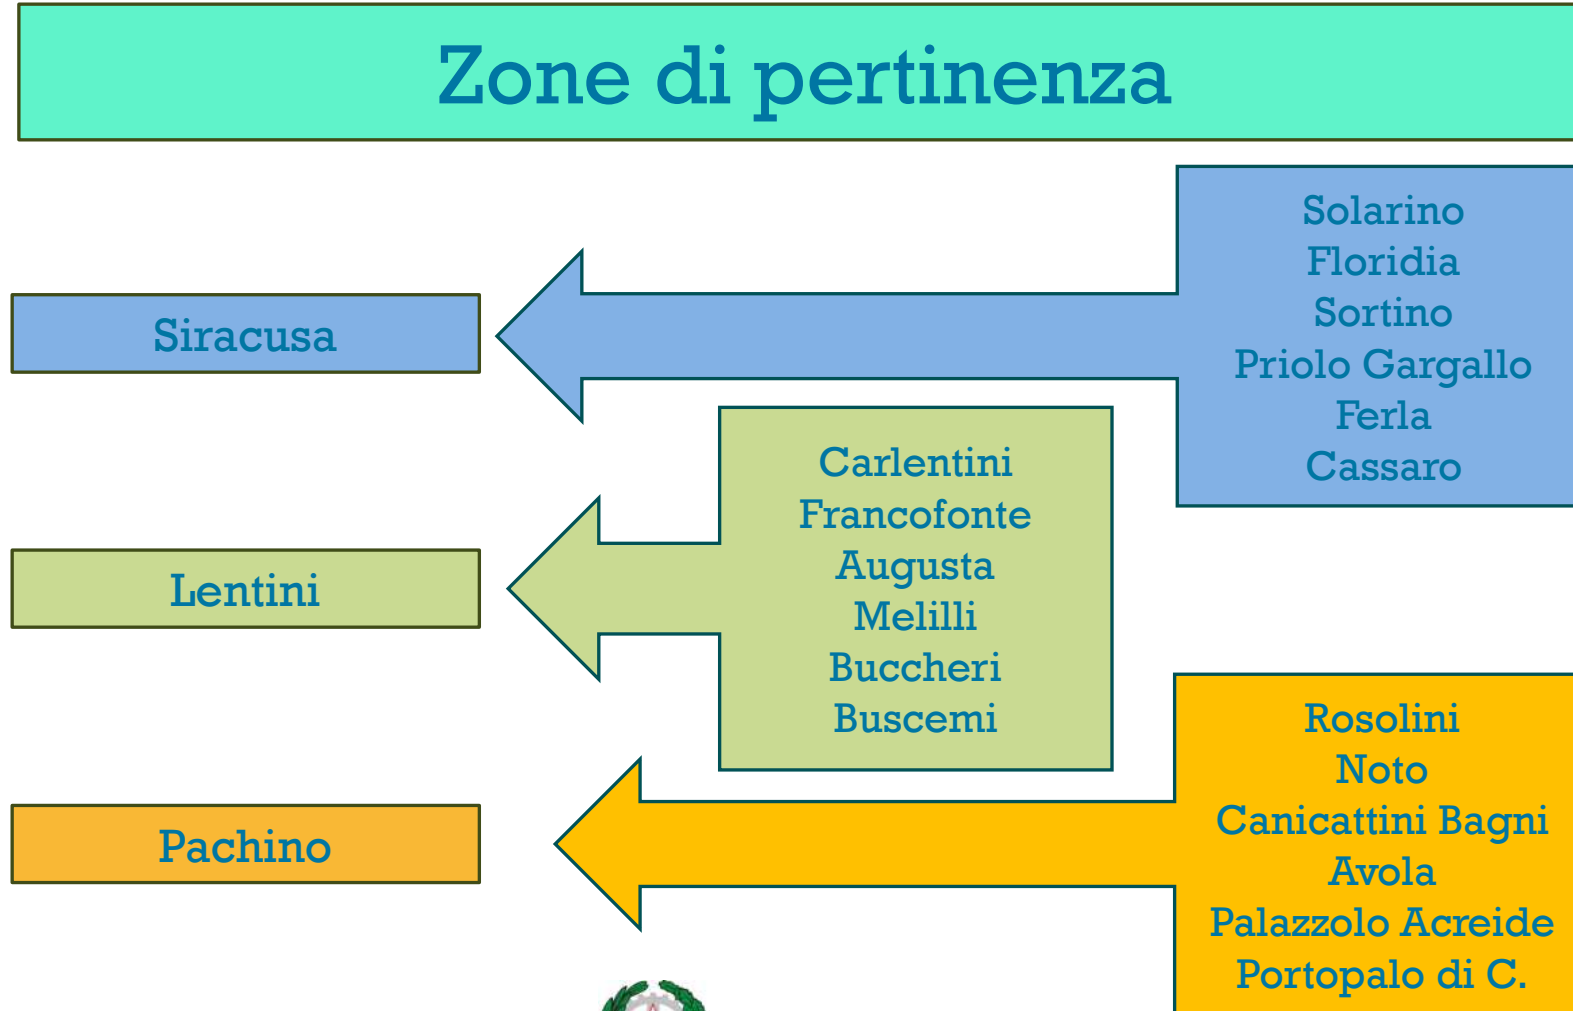 Zone di pertinenza
Siracusa
Solarino
Floridia
Sortino
Priolo Gargallo
Ferla
Cassaro
Lentini
Carlentini
Francofonte
Augusta
Melilli
Buccheri
Buscemi
Pachino
Rosolini
Noto
Canicattini Bagni
Avola
Palazzolo Acreide
Portopalo di C.